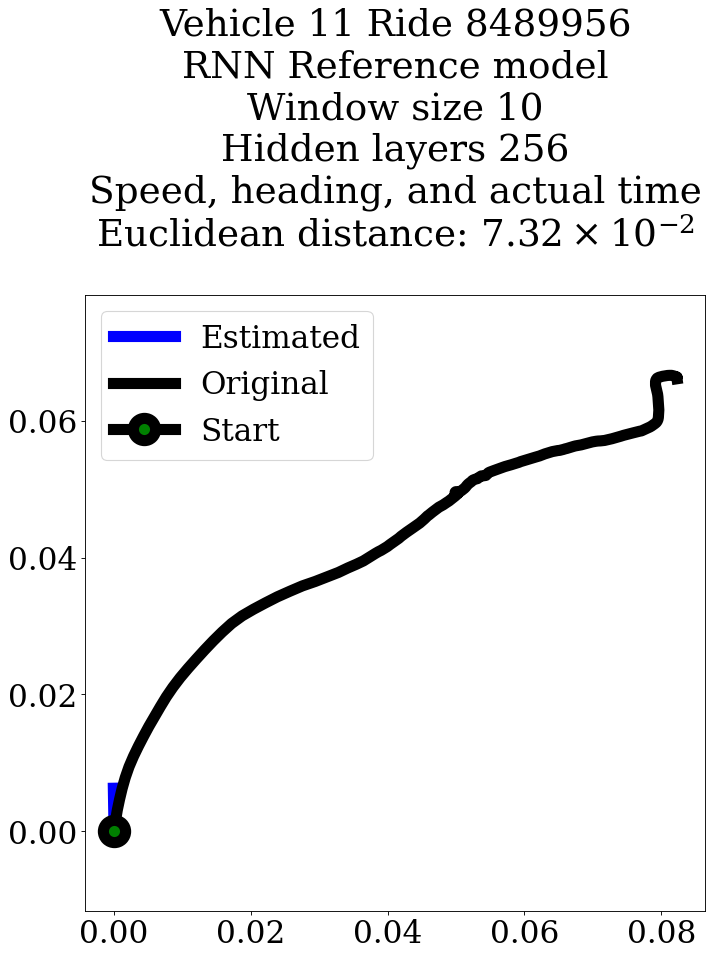 Vehicle 11 Ride 8489956
RNN Reference model
Window size 10
Hidden layers 256
Speed, heading, and actual time
Euclidean distance: 7.32 × 10⁻²
Estimated
Original
Start
0.06
0.04
0.02
0.00
0.00 0.02 0.04 0.06 0.08